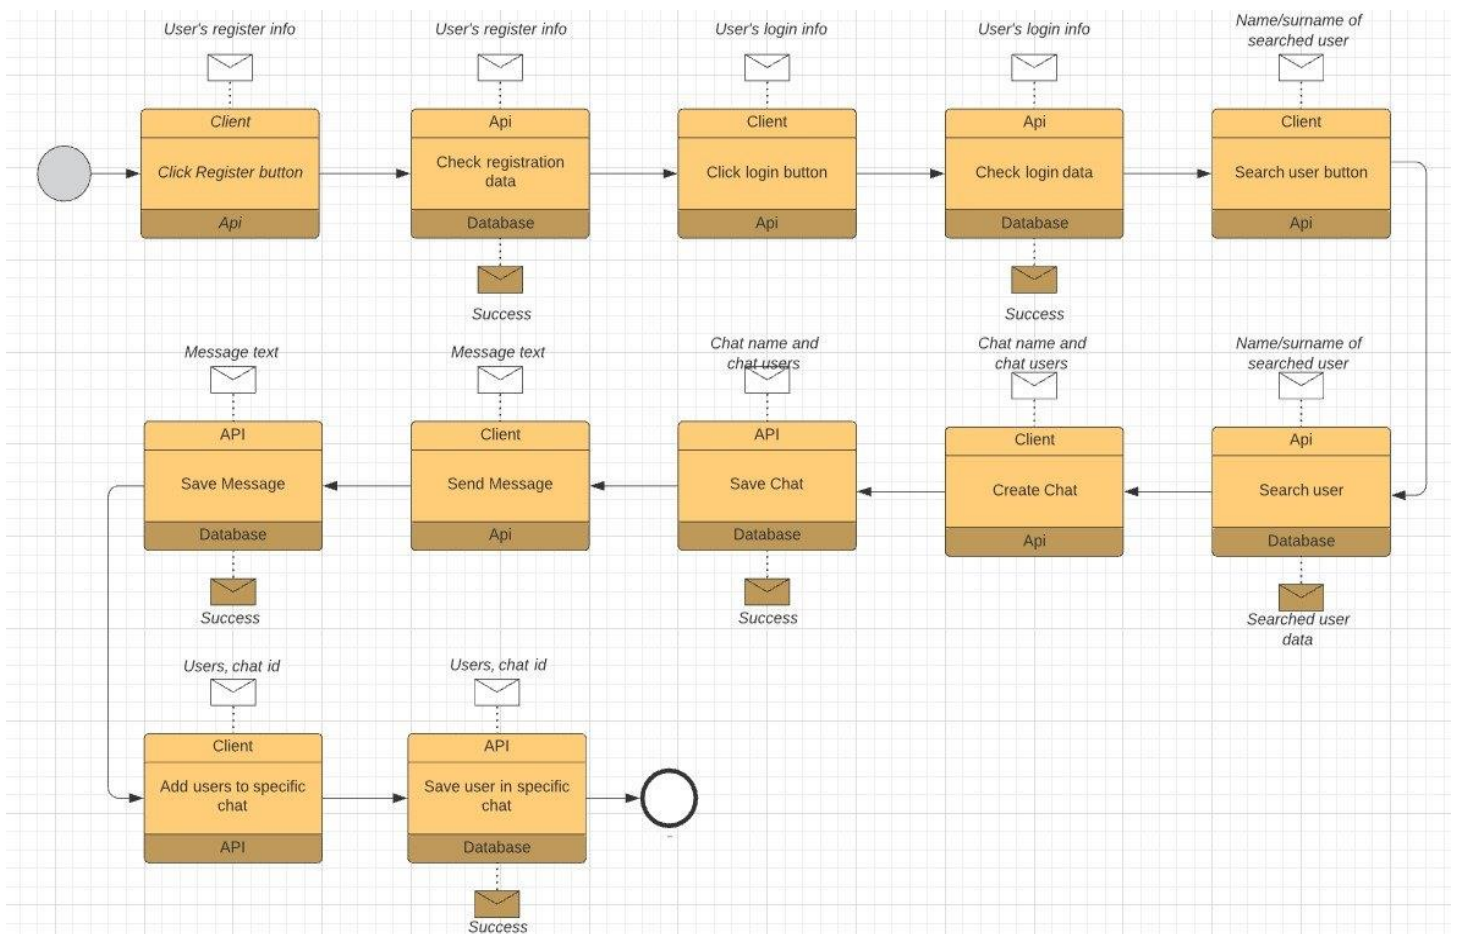 User's register info
User's register info
User's login info
User's login info
Name/surname of
searched user
Client
Click Register button
Api
Api
Check registration
data
Database
Success
Client
Click login button
Api
Api
Check login data
Database
Success
Client
Search user button
Api
Message text
Message text
Chat name and
chat users
Chat name and
chat users
Name/surname of
searched user
API
Save Message
Database
Success
Client
Send Message
Api
API
Save Chat
Database
Success
Client
Create Chat
Api
Api
Search user
Database
Searched user
data
Users, chat id
Users, chat id
Client
Add users to specific
chat
API
API
Save user in specific
chat
Database
Success